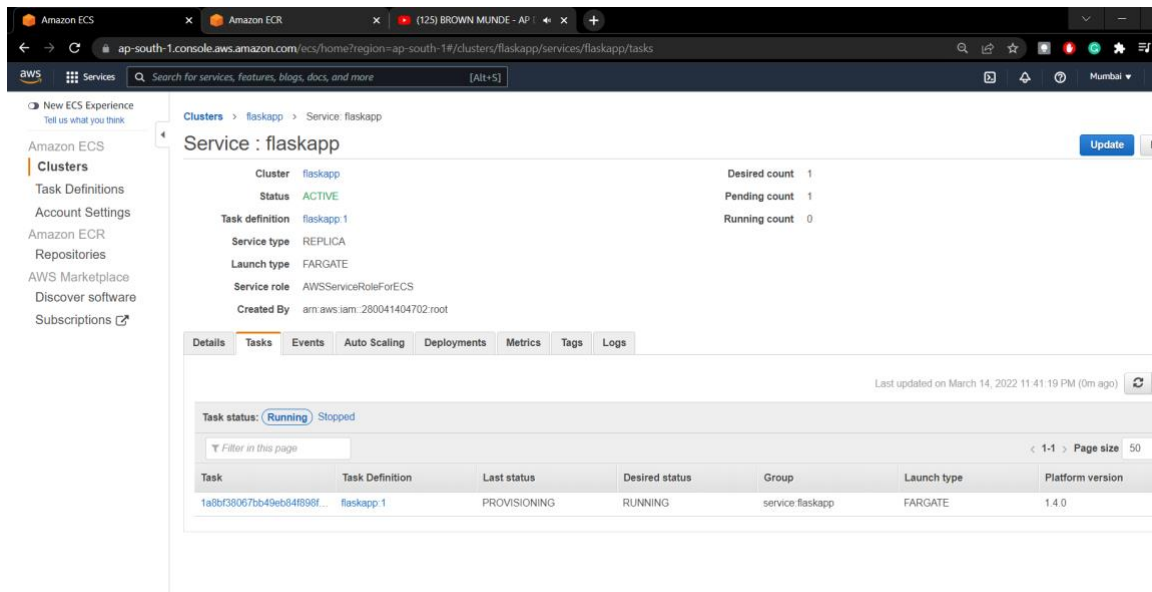 Amazon ECS
Amazon ECR
(125) BROWN MUNDE - AP
ap-south-1.console.aws.amazon.com/ecs/home?region=ap-south-1#/clusters/flaskapp/services/flaskapp/tasks
aws Services Search for services, features, blogs, docs, and more [Alt+S] Mumbai
New ECS Experience
Tell us what you think
Amazon ECS
Clusters
Task Definitions
Account Settings
Amazon ECR
Repositories
AWS Marketplace
Discover software
Subscriptions
Clusters > flaskapp > Service: flaskapp
Service : flaskapp
Update
Cluster flaskapp
Status ACTIVE
Task definition flaskapp:1
Service type REPLICA
Launch type FARGATE
Service role AWSServiceRoleForECS
Created By arn:aws:iam::280041404702:root
Desired count 1
Pending count 1
Running count 0
Details Tasks Events Auto Scaling Deployments Metrics Tags Logs
Last updated on March 14, 2022 11:41:19 PM (0m ago)
Task status: Running Stopped
Filter in this page
< 1-1 > Page size 50
Task Task Definition Last status Desired status Group Launch type Platform version
1a8bf38067bb49eb84f898f... flaskapp:1 PROVISIONING RUNNING service:flaskapp FARGATE 1.4.0